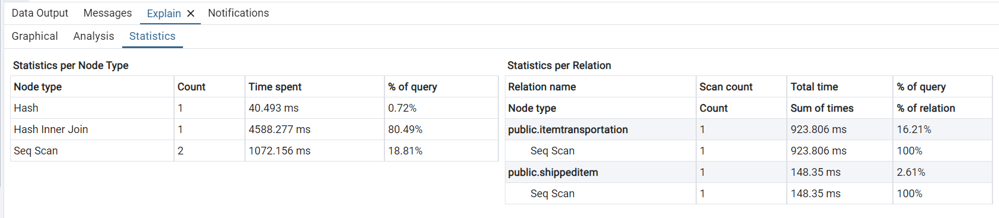 Data Output Messages Explain × Notifications
Graphical Analysis Statistics
Statistics per Node Type
Node type Count Time spent % of query
Hash 1 40.493 ms 0.72%
Hash Inner Join 1 4588.277 ms 80.49%
Seq Scan 2 1072.156 ms 18.81%
Statistics per Relation
Relation name Scan count Total time % of query
Node type Count Sum of times % of relation
public.itemtransportation 1 923.806 ms 16.21%
Seq Scan 1 923.806 ms 100%
public.shippeditem 1 148.35 ms 2.61%
Seq Scan 1 148.35 ms 100%